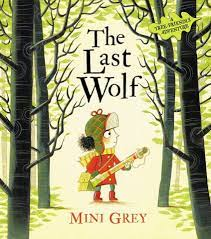 A
TREE-FRIENDLY
ADVENTURE
The
Last
Wolf
MINI GREY